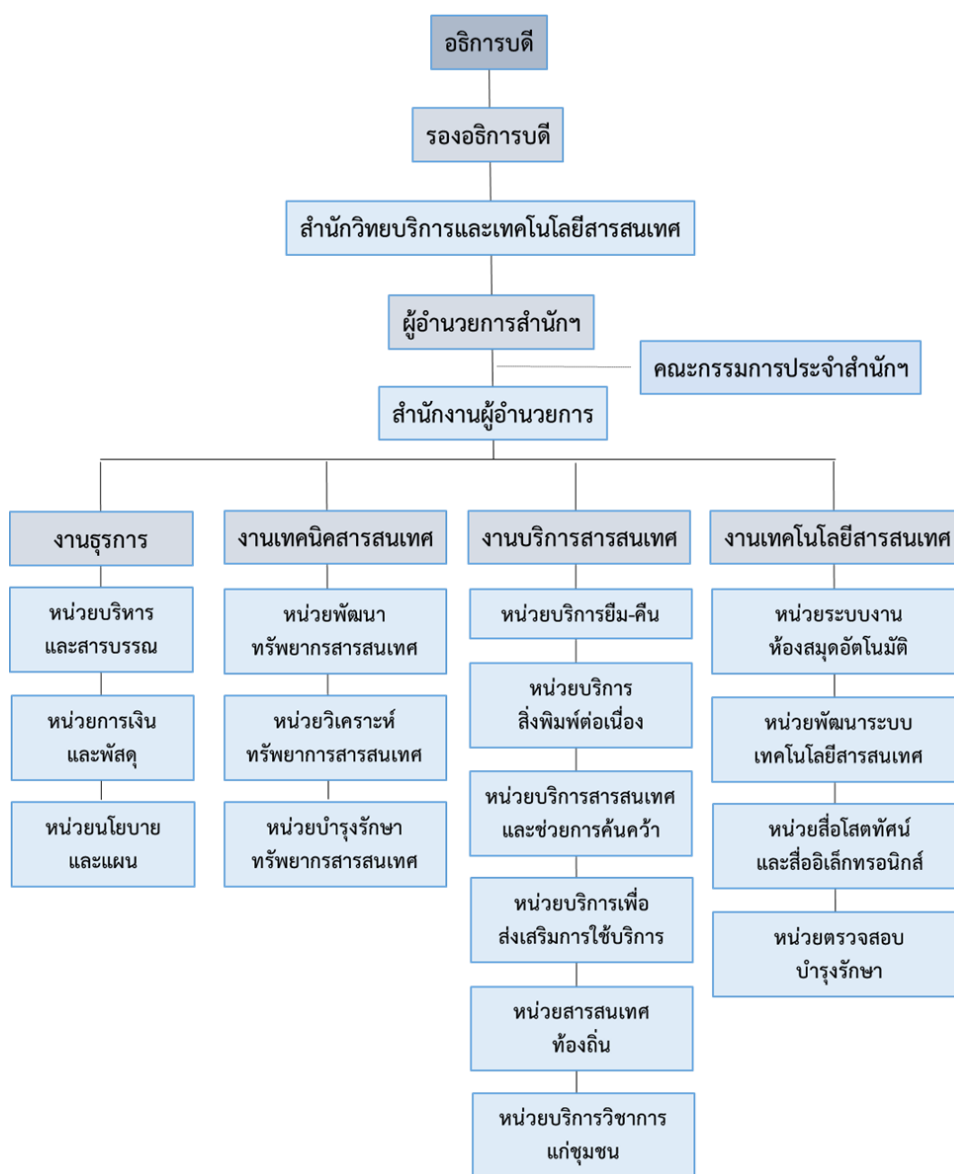 อธิการบดี
รองอธิการบดี
สำนักวิทยบริการและเทคโนโลยีสารสนเทศ
ผู้อำนวยการสำนักฯ
คณะกรรมการประจำสำนักฯ
สำนักงานผู้อำนวยการ
งานธุรการ
หน่วยบริหาร
และสารบรรณ
หน่วยการเงิน
และพัสดุ
หน่วยนโยบาย
และแผน
งานเทคนิคสารสนเทศ
หน่วยพัฒนา
ทรัพยากรสารสนเทศ
หน่วยวิเคราะห์
ทรัพยาการสารสนเทศ
หน่วยบำรุงรักษา
ทรัพยากรสารสนเทศ
งานบริการสารสนเทศ
หน่วยบริการยืม-คืน
หน่วยบริการ
สิ่งพิมพ์ต่อเนื่อง
หน่วยบริการสารสนเทศ
และช่วยการค้นคว้า
หน่วยบริการเพื่อ
ส่งเสริมการใช้บริการ
หน่วยสารสนเทศ
ท้องถิ่น
หน่วยบริการวิชาการ
แก่ชุมชน
งานเทคโนโลยีสารสนเทศ
หน่วยระบบงาน
ห้องสมุดอัตโนมัติ
หน่วยพัฒนาระบบ
เทคโนโลยีสารสนเทศ
หน่วยสื่อโสตทัศน์
และสื่ออิเล็กทรอนิกส์
หน่วยตรวจสอบ
บำรุงรักษา